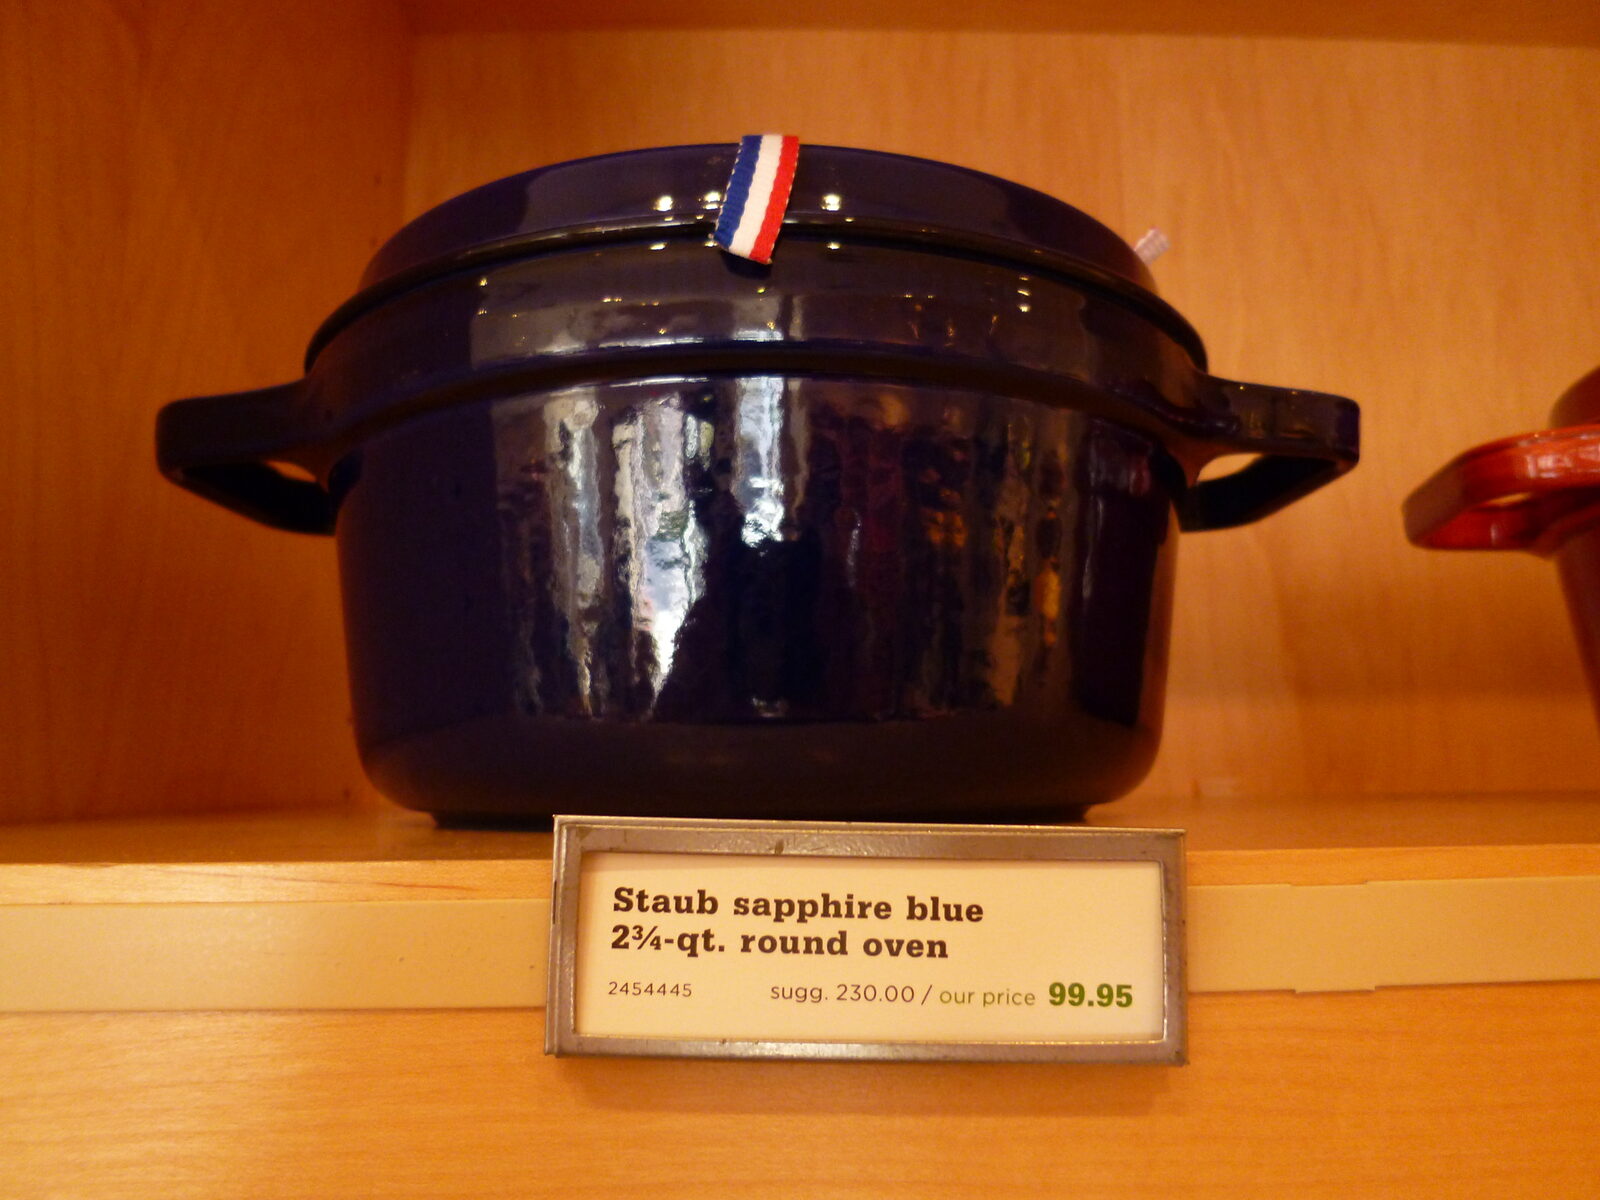 Staub sapphire blue
2¾-qt. round oven
2454445 sugg. 230.00 / our price 99.95